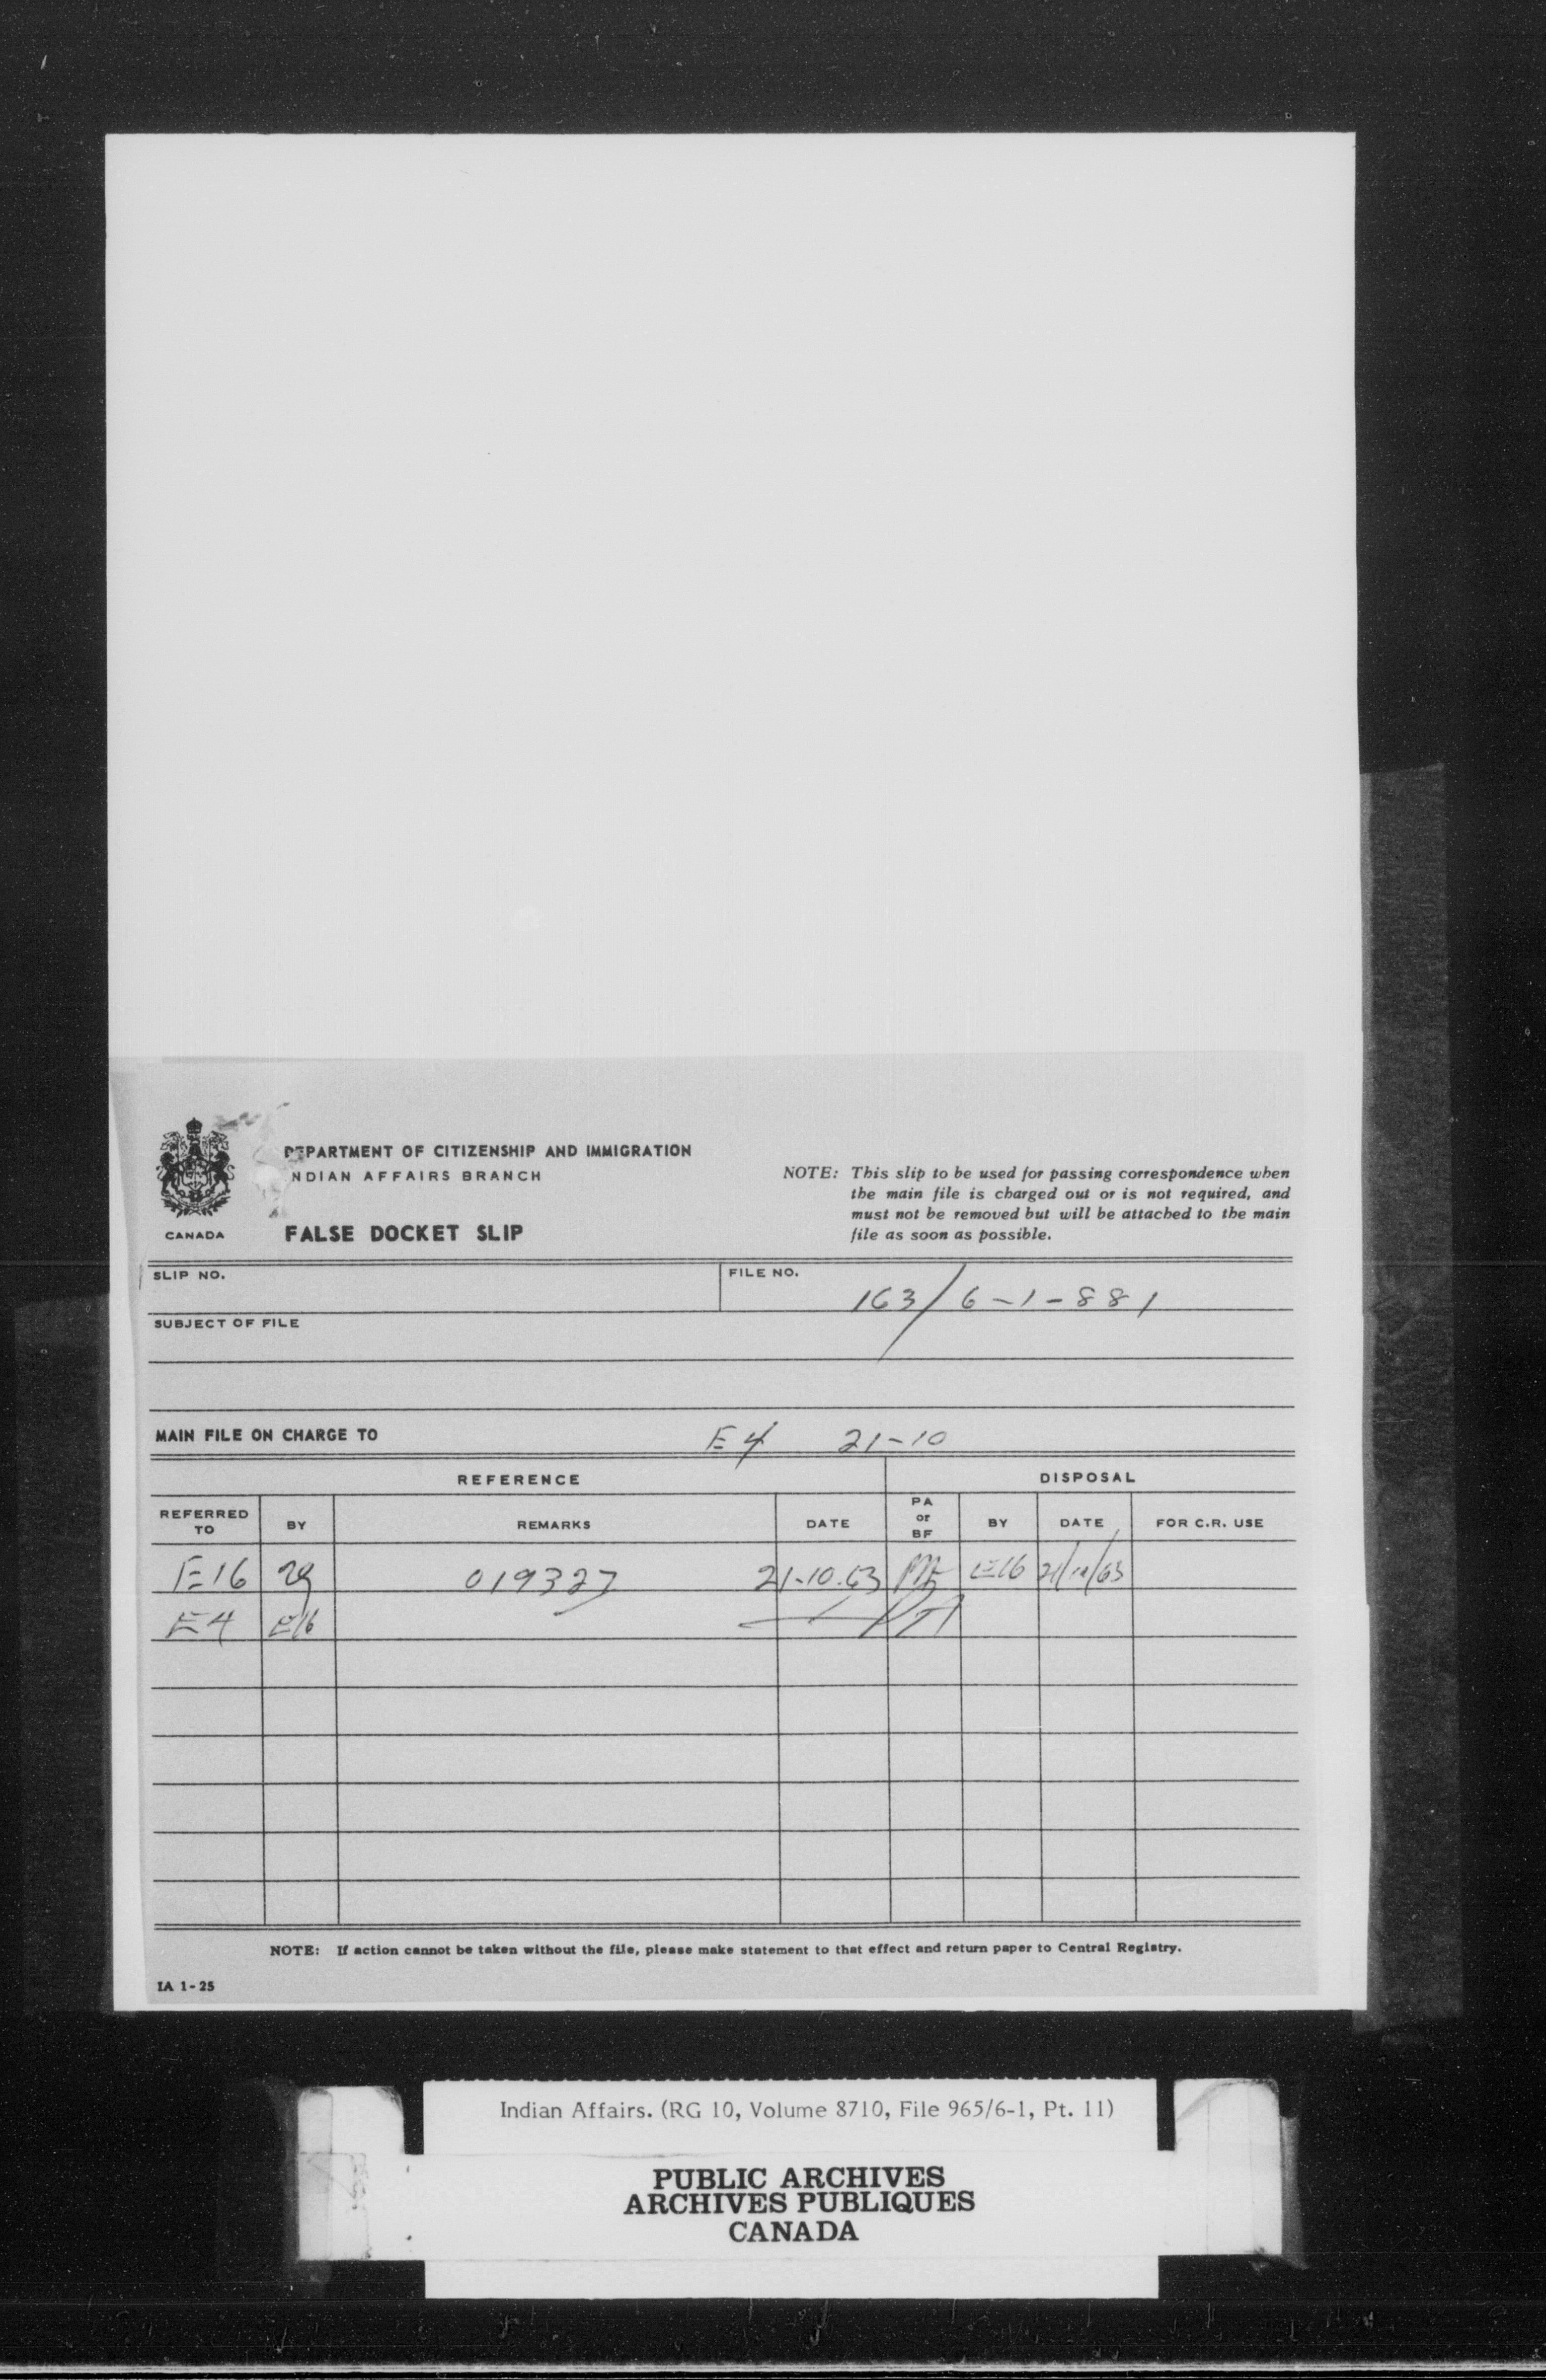 DEPARTMENT OF CITIZENSHIP AND IMMIGRATION
INDIAN AFFAIRS BRANCH
CANADA
FALSE DOCKET SLIP
NOTE: This slip to be used for passing correspondence when
the main file is charged out or is not required, and
must not be removed but will be attached to the main
file as soon as possible.
SLIP NO.
FILE NO. 163/6-1-881
SUBJECT OF FILE
MAIN FILE ON CHARGE TO E4 21-10
REFERENCE DISPOSAL
REFERRED TO BY REMARKS DATE PA or BF BY DATE FOR C.R. USE
E16 019327 21-10.63 E16 21/10/63
E4 E16
NOTE: If action cannot be taken without the file, please make statement to that effect and return paper to Central Registry.
IA 1-25
Indian Affairs. (RG 10, Volume 8710, File 965/6-1, Pt. 11)
PUBLIC ARCHIVES
ARCHIVES PUBLIQUES
CANADA